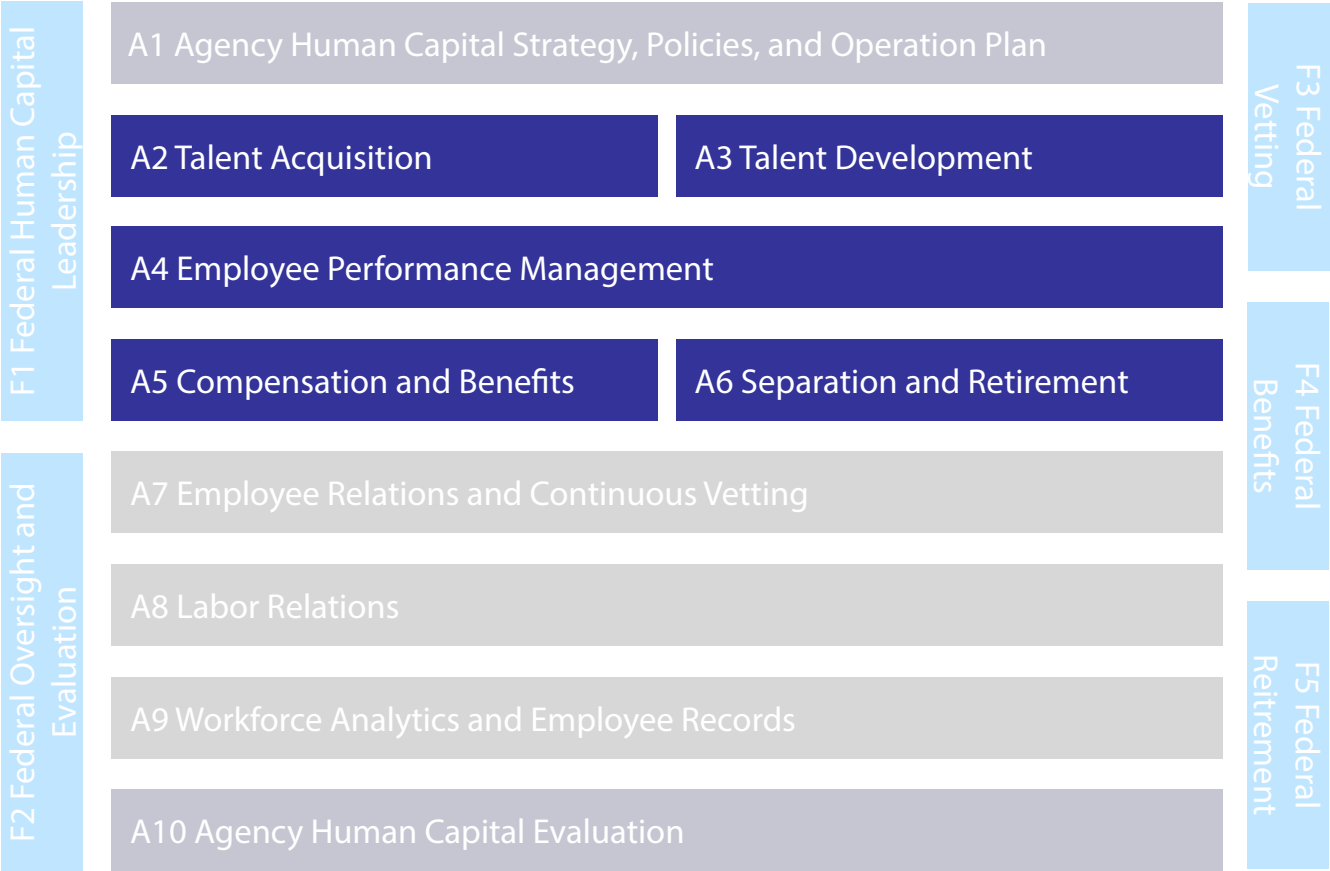 F1 Federal Human Capital
Leadership
F2 Federal Oversight and
Evaluation
A1 Agency Human Capital Strategy, Policies, and Operation Plan
A2 Talent Acquisition
A3 Talent Development
A4 Employee Performance Management
A5 Compensation and Benefits
A6 Separation and Retirement
A7 Employee Relations and Continuous Vetting
A8 Labor Relations
A9 Workforce Analytics and Employee Records
A10 Agency Human Capital Evaluation
F3 Federal
Vetting
F4 Federal
Benefits
F5 Federal
Reitrement